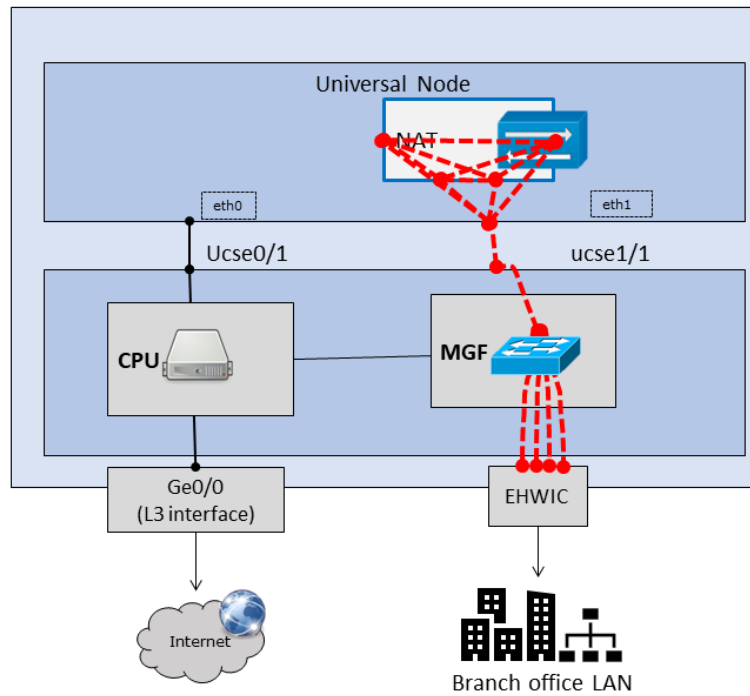 Universal Node
NAT
eth0
eth1
Ucse0/1
ucse1/1
CPU
MGF
Ge0/0
(L3 interface)
EHWIC
Internet
Branch office LAN